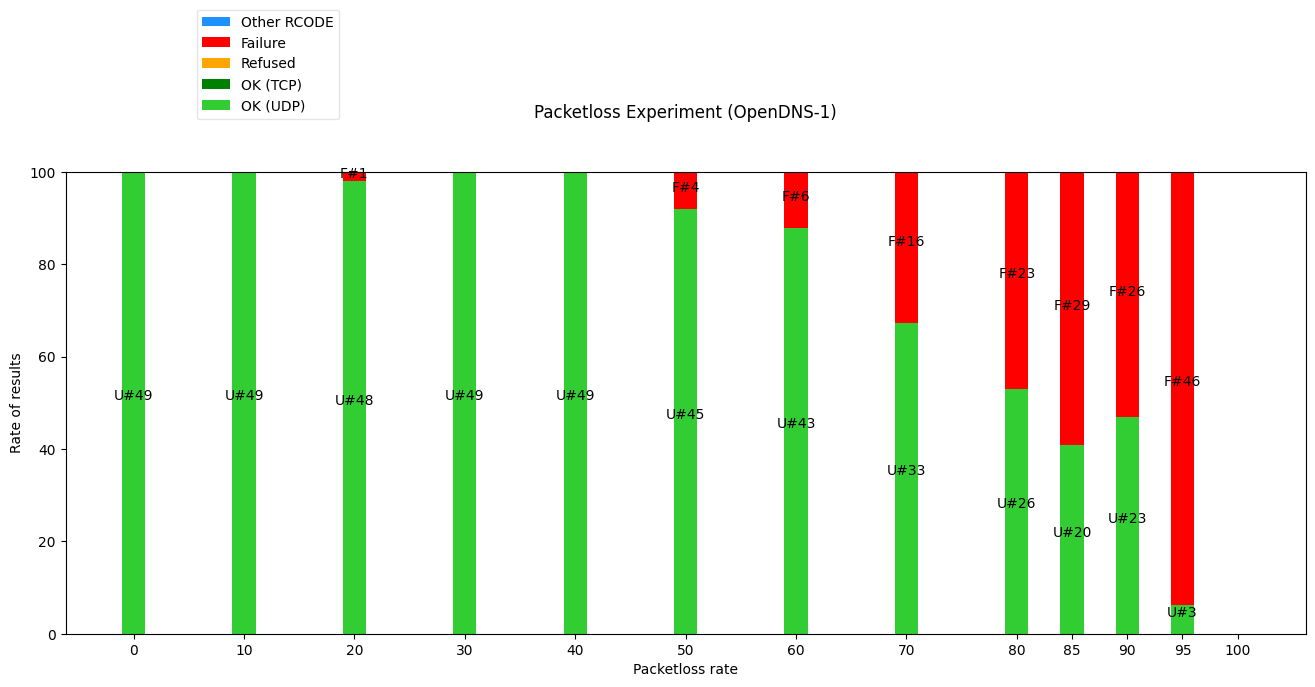 Other RCODE
Failure
Refused
OK (TCP)
OK (UDP)
Packetloss Experiment (OpenDNS-1)
Rate of results
100
80
60
40
20
0
U#49
U#49
F#1
U#48
U#49
U#49
F#4
U#45
F#6
U#43
F#16
U#33
F#23
U#26
F#29
U#20
F#26
U#23
F#46
U#3
0 10 20 30 40 50 60 70 80 85 90 95 100
Packetloss rate